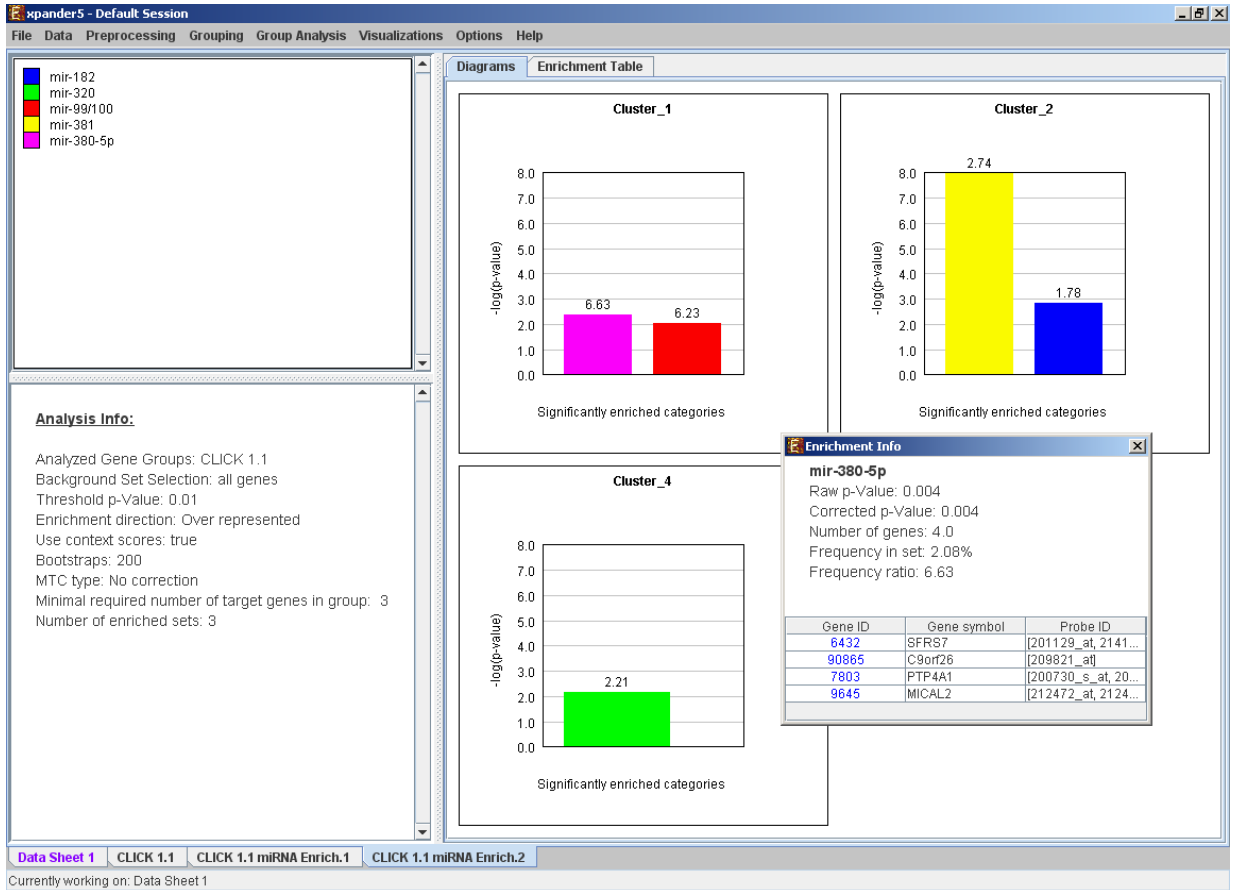 xpander5 - Default Session
File Data Preprocessing Grouping Group Analysis Visualizations Options Help
mir-182
mir-320
mir-99/100
mir-381
mir-380-5p
Analysis Info:
Analyzed Gene Groups: CLICK 1.1
Background Set Selection: all genes
Threshold p-Value: 0.01
Enrichment direction: Over represented
Use context scores: true
Bootstraps: 200
MTC type: No correction
Minimal required number of target genes in group: 3
Number of enriched sets: 3
Diagrams Enrichment Table
Cluster_1
8.0
7.0
6.0
5.0
4.0
3.0
2.0
1.0
0.0
-log(p-value)
6.63
6.23
Significantly enriched categories
Cluster_2
2.74
8.0
7.0
6.0
5.0
4.0
3.0
2.0
1.0
0.0
-log(p-value)
1.78
Significantly enriched categories
Cluster_4
8.0
7.0
6.0
5.0
4.0
3.0
2.0
1.0
0.0
-log(p-value)
2.21
Significantly enriched categories
Enrichment Info
mir-380-5p
Raw p-Value: 0.004
Corrected p-Value: 0.004
Number of genes: 4.0
Frequency in set: 2.08%
Frequency ratio: 6.63
Gene ID Gene symbol Probe ID
6432 SFRS7 [201129_at, 2141...
90865 C9orf26 [209821_at]
7803 PTP4A1 [200730_s_at, 20...
9645 MICAL2 [212472_at, 2124...
Data Sheet 1 CLICK 1.1 CLICK 1.1 miRNA Enrich.1 CLICK 1.1 miRNA Enrich.2
Currently working on: Data Sheet 1